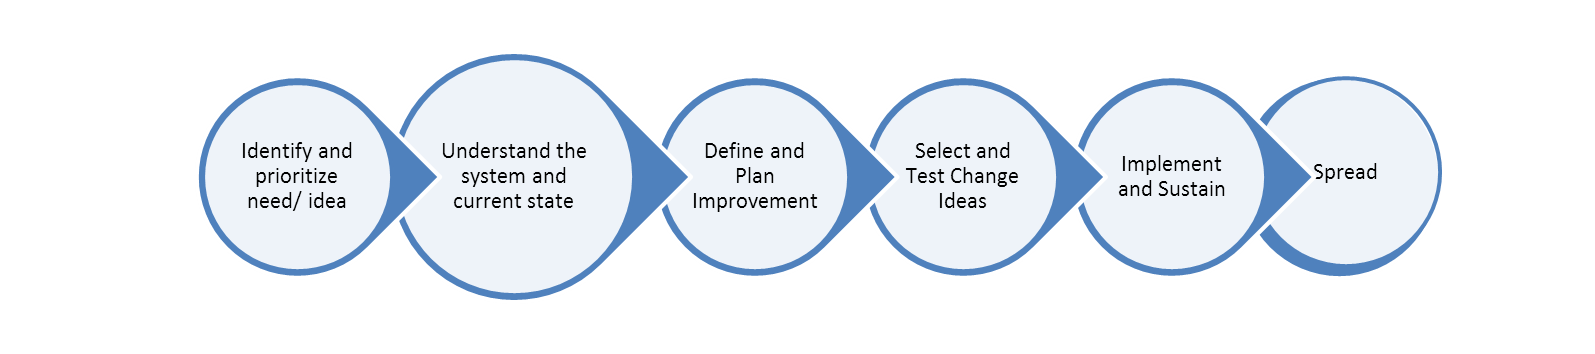 Identify and
prioritize
need/ idea
Understand the
system and
current state
Define and
Plan
Improvement
Select and
Test Change
Ideas
Implement
and Sustain
Spread